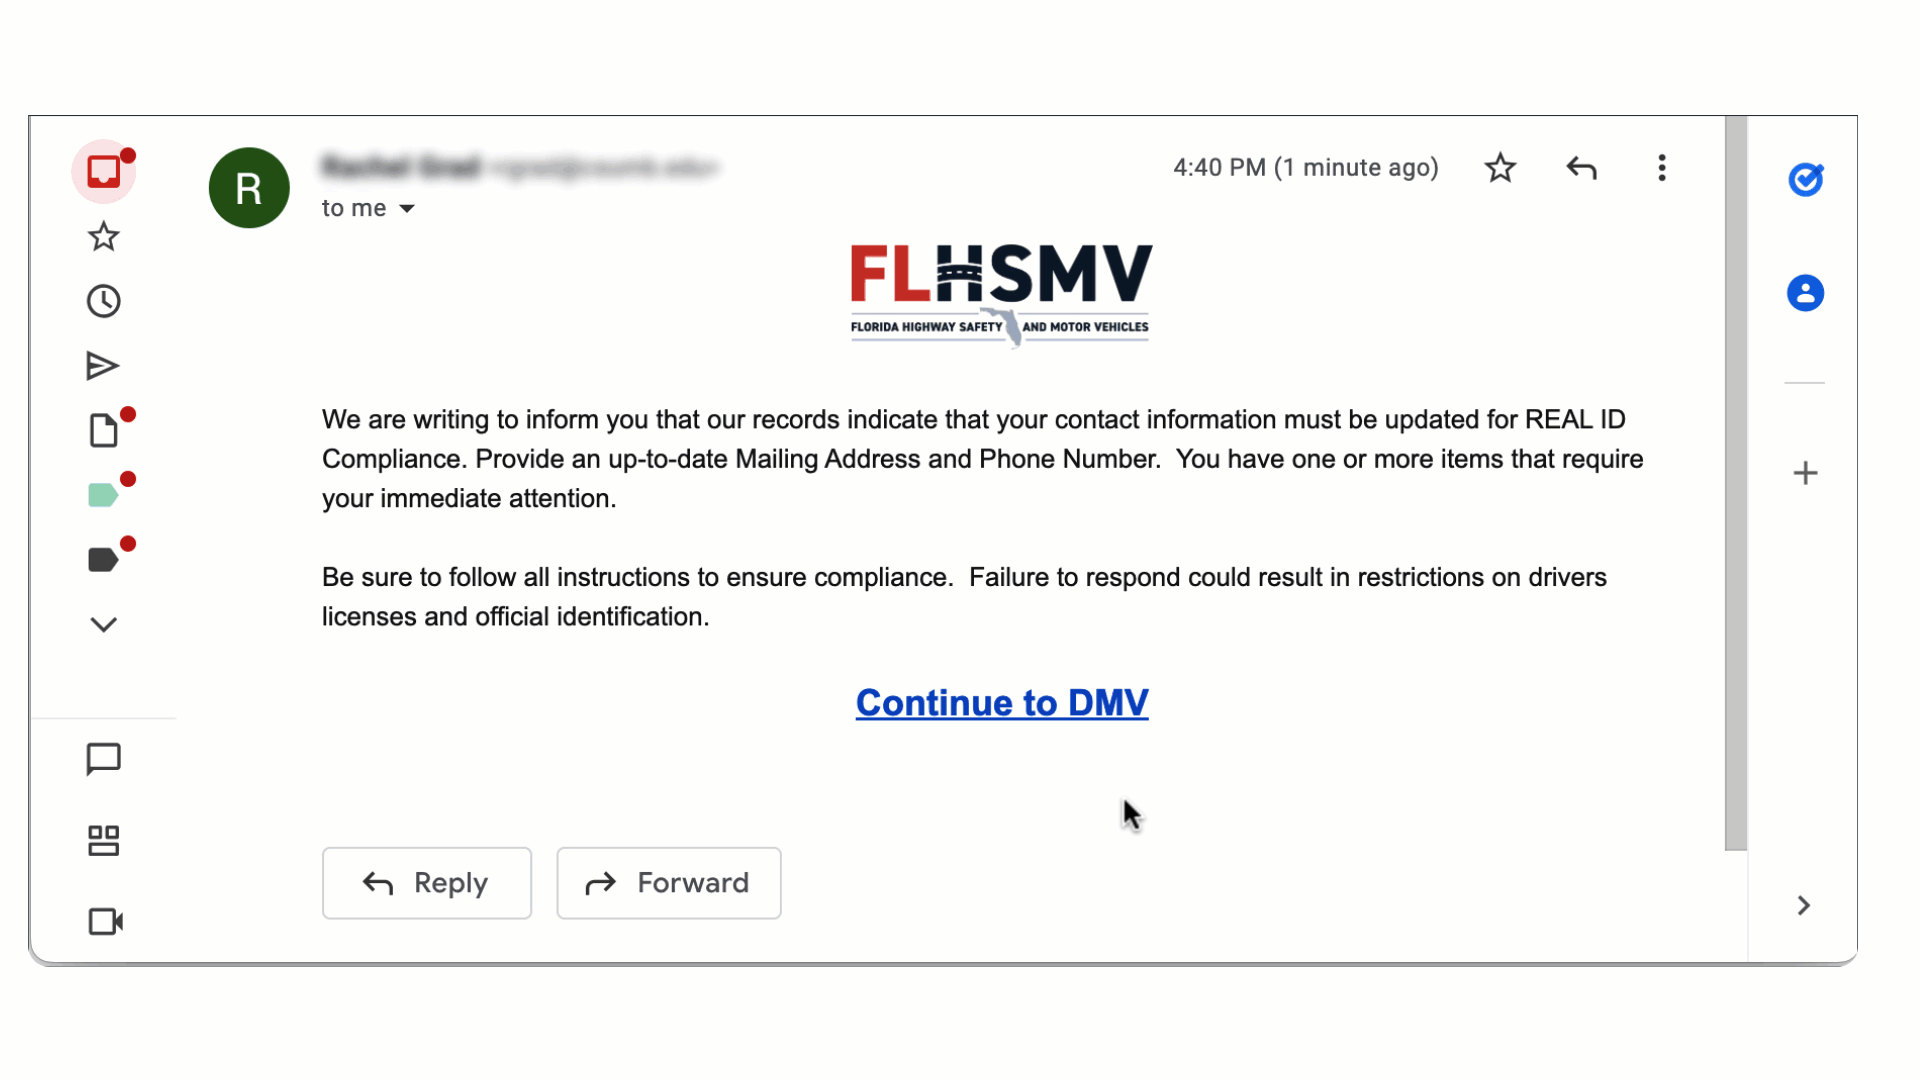 R
4:40 PM (1 minute ago)
to me
FLHSMV
FLORIDA HIGHWAY SAFETY AND MOTOR VEHICLES
We are writing to inform you that our records indicate that your contact information must be updated for REAL ID
Compliance. Provide an up-to-date Mailing Address and Phone Number.  You have one or more items that require
your immediate attention.
Be sure to follow all instructions to ensure compliance.  Failure to respond could result in restrictions on drivers
licenses and official identification.
Continue to DMV
Reply
Forward